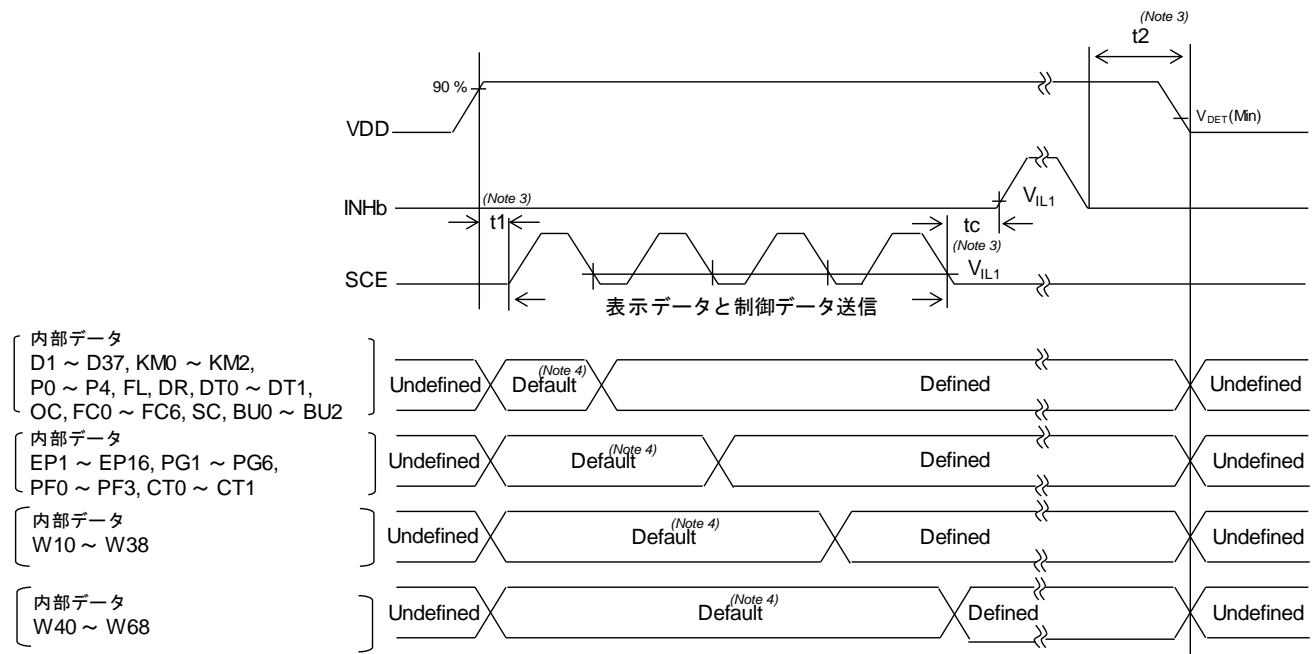 (Note 3)
t2
90 %
VDD
VDET(Min)
(Note 3)
INHb
t1
VIL1
tc
(Note 3)
SCE
VIL1
表示データと制御データ送信
内部データ
D1 ~ D37, KM0 ~ KM2,
P0 ~ P4, FL, DR, DT0 ~ DT1,
OC, FC0 ~ FC6, SC, BU0 ~ BU2
Undefined
Default
(Note 4)
Defined
Undefined
内部データ
EP1 ~ EP16, PG1 ~ PG6,
PF0 ~ PF3, CT0 ~ CT1
Undefined
Default
(Note 4)
Defined
Undefined
内部データ
W10 ~ W38
Undefined
Default
(Note 4)
Defined
Undefined
内部データ
W40 ~ W68
Undefined
Default
(Note 4)
Defined
Undefined